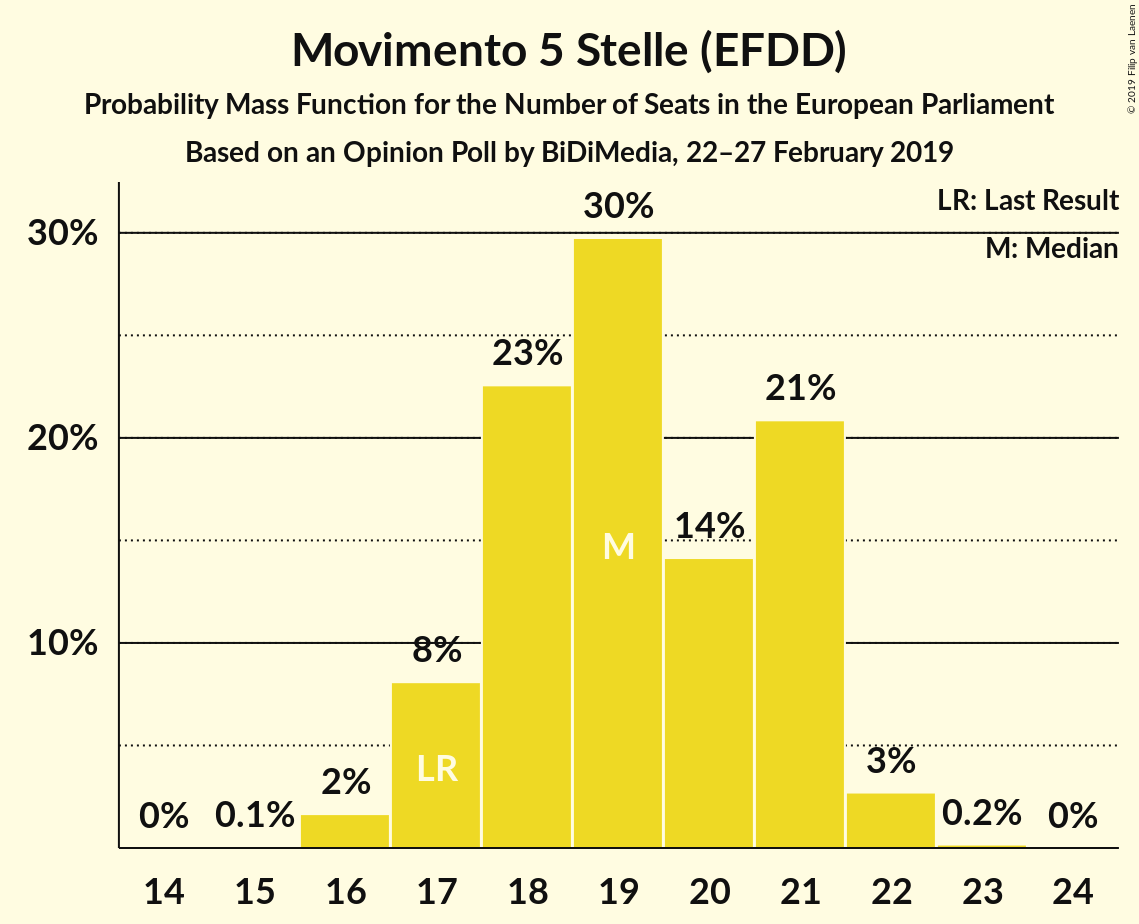 Movimento 5 Stelle (EFDD)
Probability Mass Function for the Number of Seats in the European Parliament
Based on an Opinion Poll by BiDiMedia, 22–27 February 2019
© 2019 Filip van Laenen
LR: Last Result
M: Median
30%
20%
10%
0%
0.1%
2%
8%
23%
30%
14%
21%
3%
0.2%
0%
LR
M
14 15 16 17 18 19 20 21 22 23 24